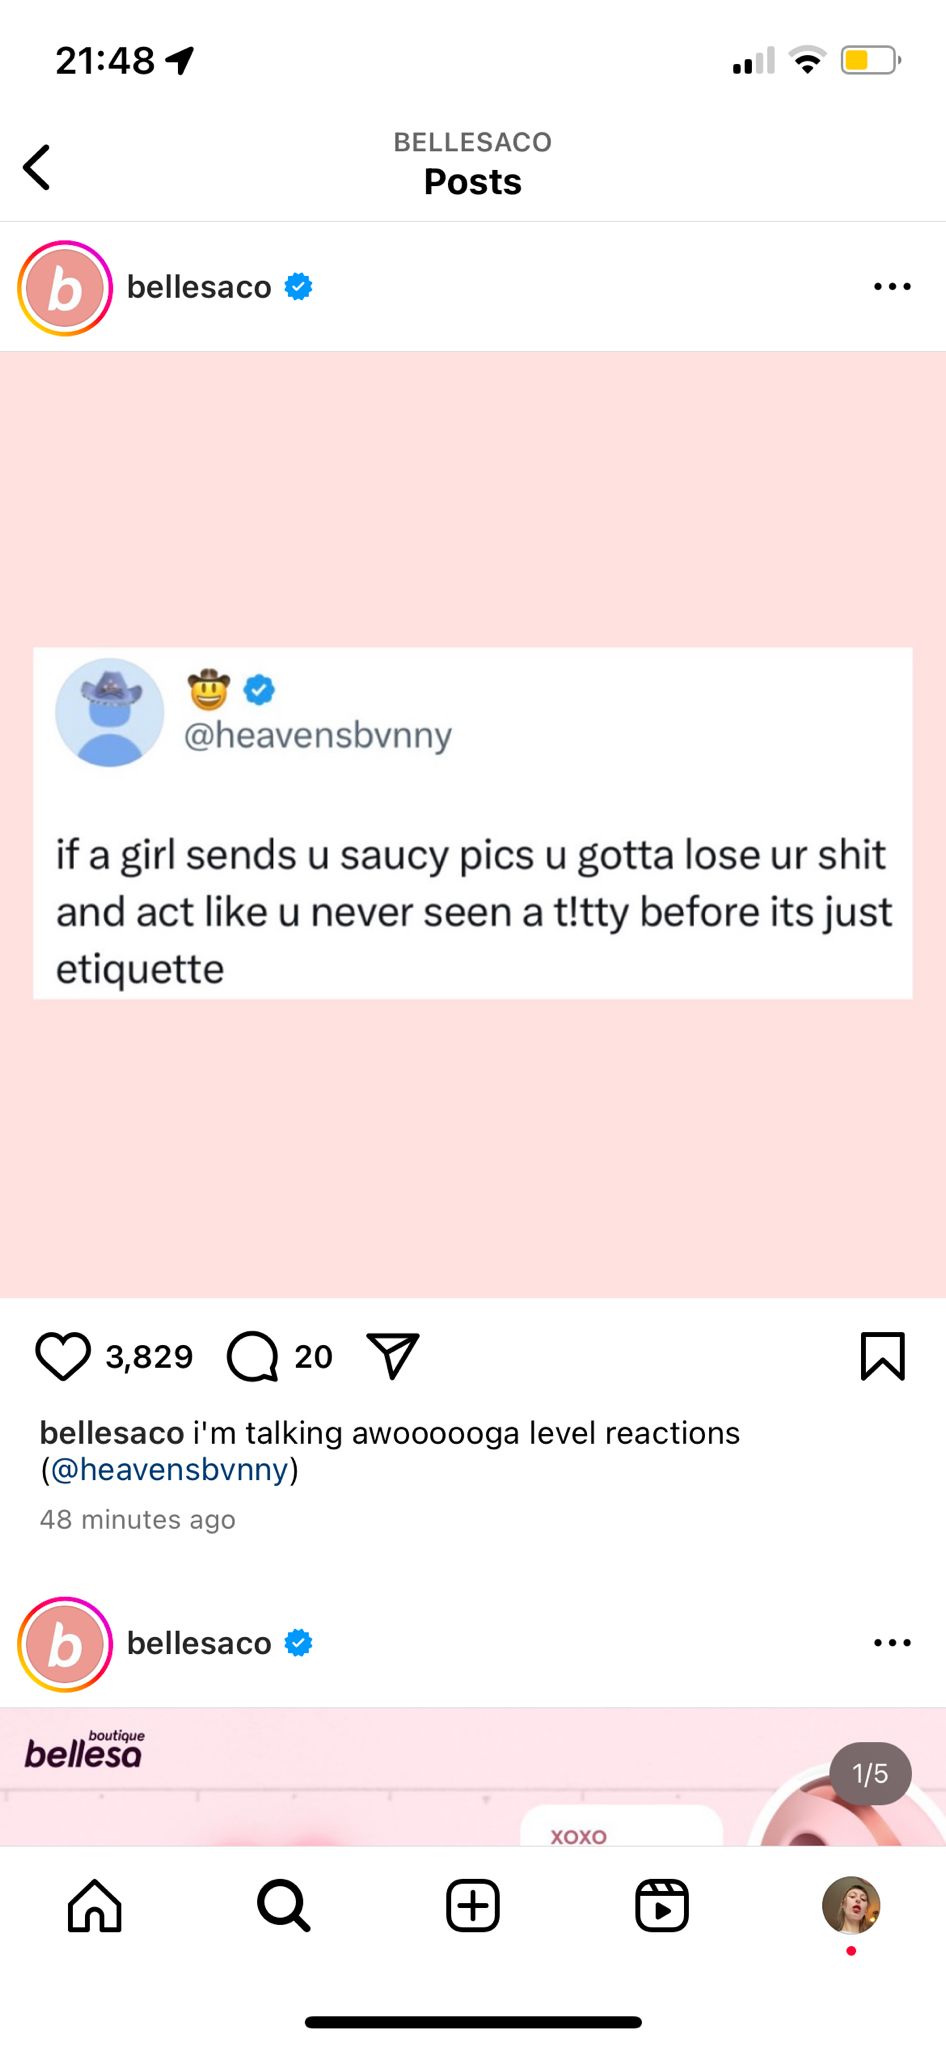 21:48
BELLESACO
Posts
b
bellesaco
@heavensbvnny
if a girl sends u saucy pics u gotta lose ur shit
and act like u never seen a t!tty before its just
etiquette
3,829 20
bellesaco i'm talking awoooooga level reactions
(@heavensbvnny)
48 minutes ago
b
bellesaco
boutique
bellesa
1/5
xoxo